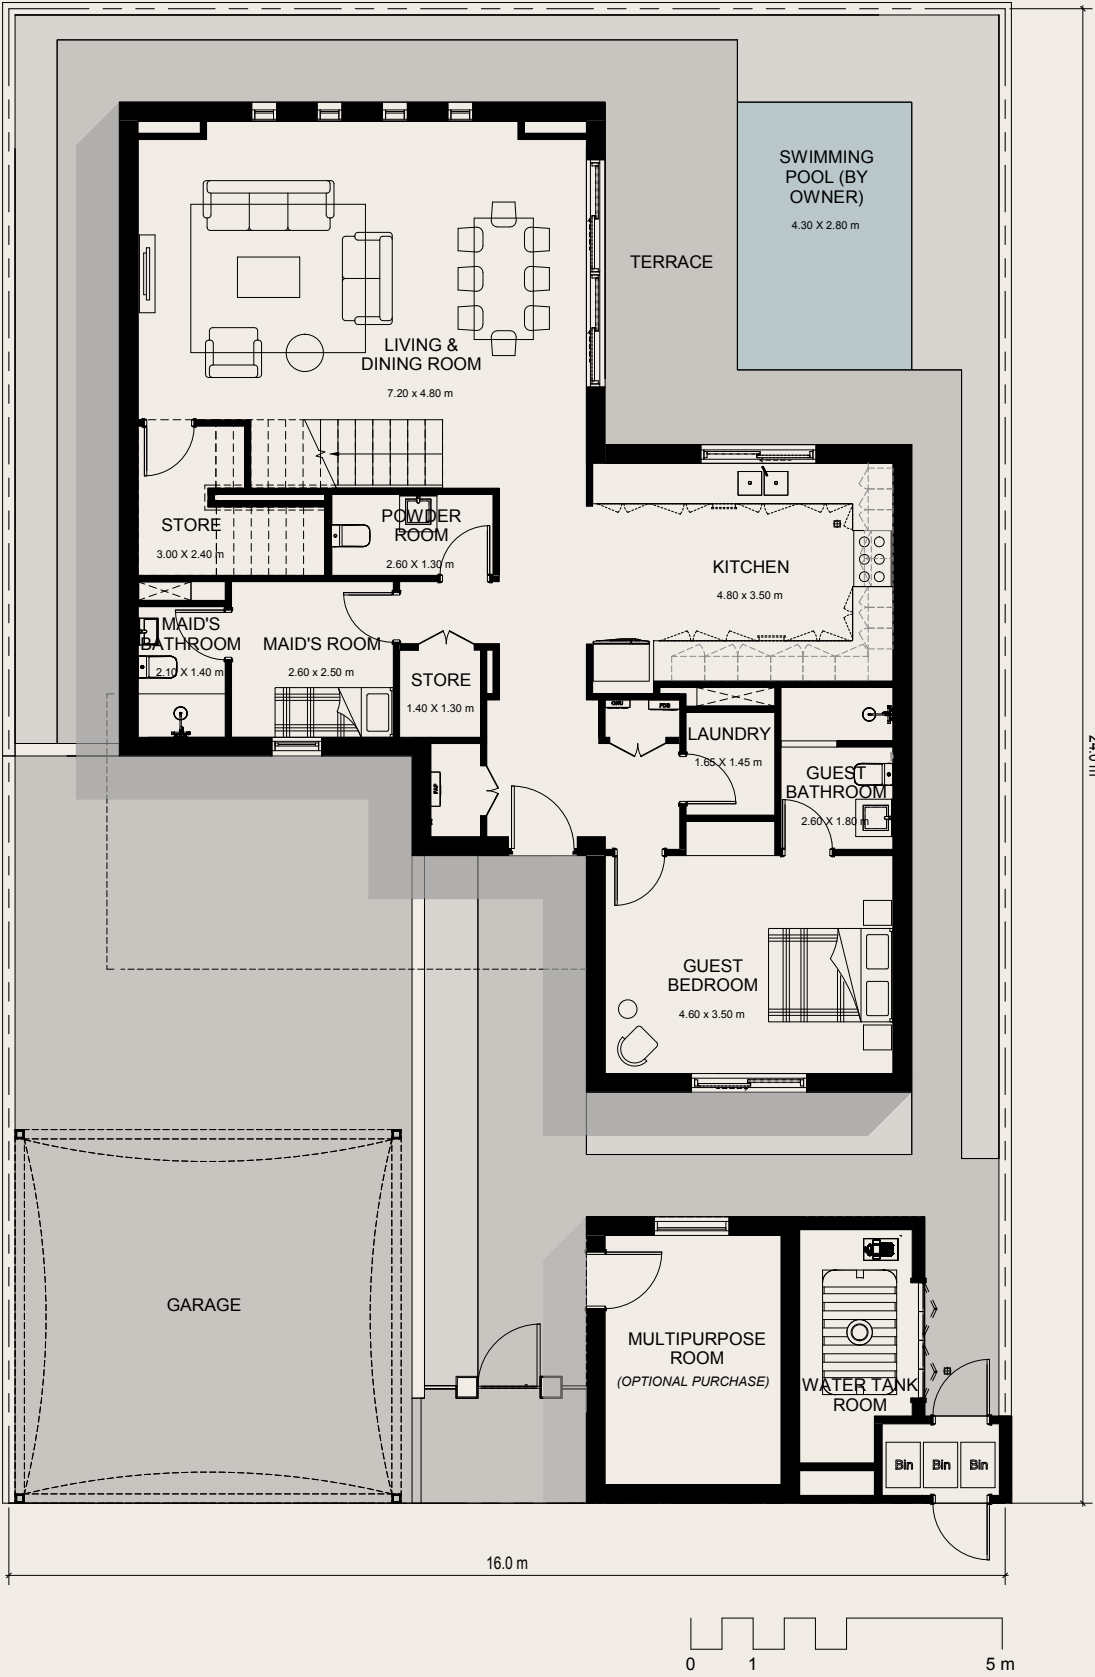 SWIMMING
POOL (BY
OWNER)
4.30 X 2.80 m
TERRACE
LIVING &
DINING ROOM
7.20 x 4.80 m
STORE
3.00 X 2.40 m
POWDER
ROOM
2.60 X 1.30 m
KITCHEN
4.80 x 3.50 m
MAID'S
BATHROOM
2.10 X 1.40 m
MAID'S ROOM
2.60 x 2.50 m
STORE
1.40 X 1.30 m
ONU
FDB
LAUNDRY
1.65 X 1.45 m
GUEST
BATHROOM
2.60 X 1.80 m
24.0 m
GUEST
BEDROOM
4.60 x 3.50 m
GARAGE
MULTIPURPOSE
ROOM
(OPTIONAL PURCHASE)
WATER TANK
ROOM
Bin
Bin
Bin
16.0 m
0
1
5 m